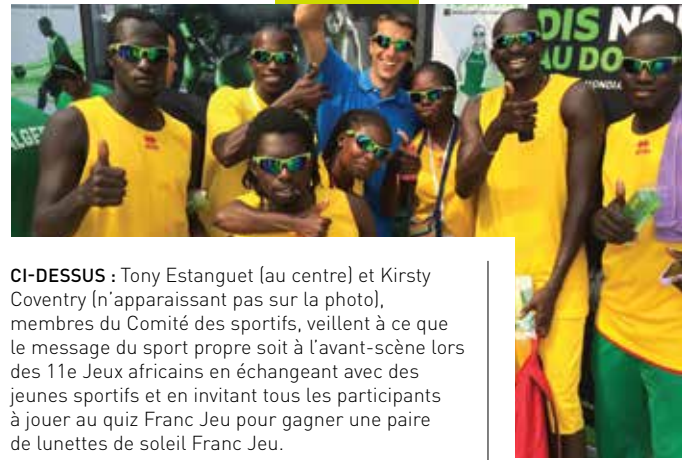 DIS NO
AU DO
MONDIA
ALGE
CI-DESSUS : Tony Estanguet (au centre) et Kirsty
Coventry (n'apparaissant pas sur la photo),
membres du Comité des sportifs, veillent à ce que
le message du sport propre soit à l'avant-scène lors
des 11e Jeux africains en échangeant avec des
jeunes sportifs et en invitant tous les participants
à jouer au quiz Franc Jeu pour gagner une paire
de lunettes de soleil Franc Jeu.